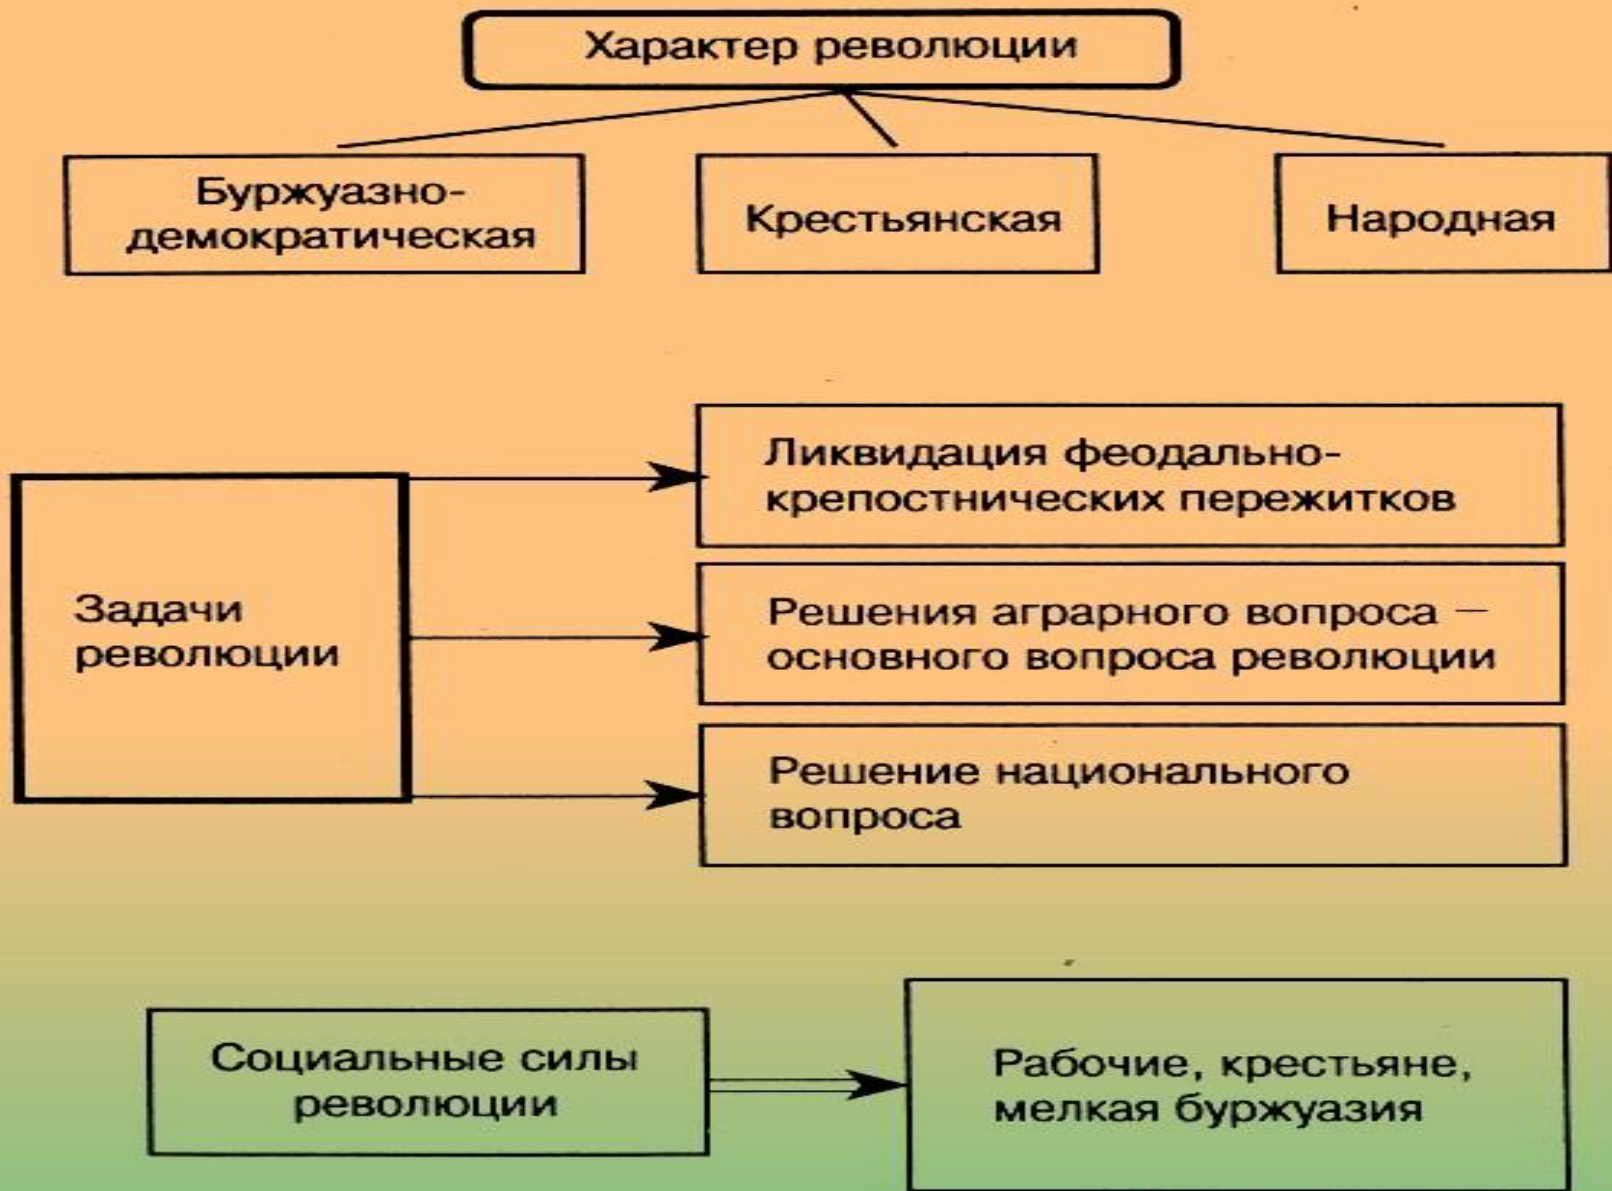 Характер революции
Буржуазно-
демократическая
Крестьянская
Народная
Задачи
революции
Ликвидация феодально-
крепостнических пережитков
Решения аграрного вопроса —
основного вопроса революции
Решение национального
вопроса
Социальные силы
революции
Рабочие, крестьяне,
мелкая буржуазия